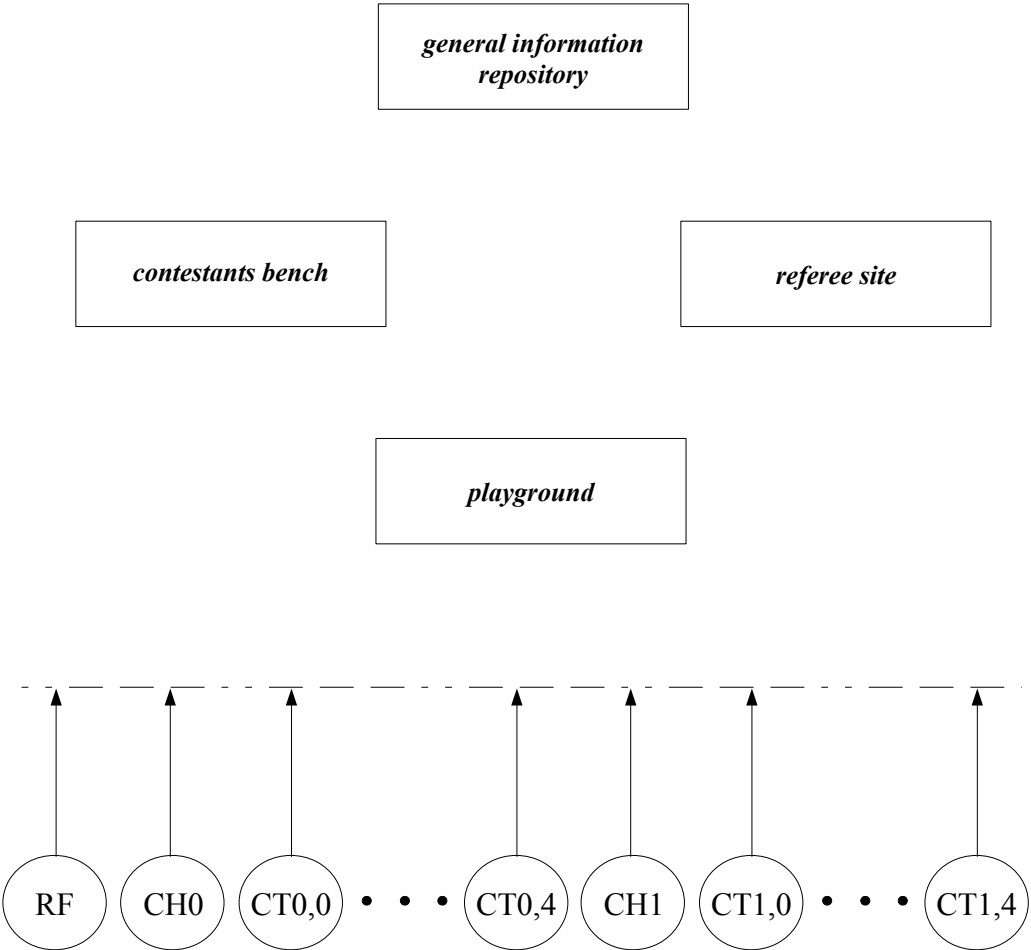 general information
repository
contestants bench
referee site
playground
RF
CH0
CT0,0
• • •
CT0,4
CH1
CT1,0
• • •
CT1,4